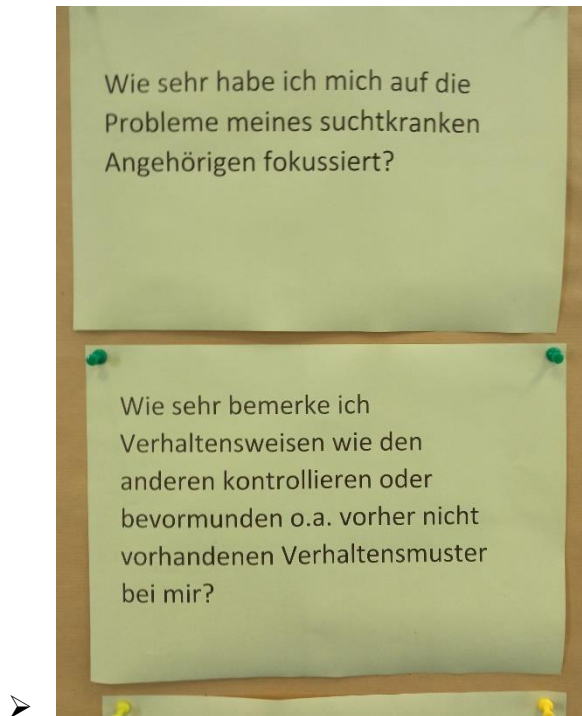 Wie sehr habe ich mich auf die
Probleme meines suchtkranken
Angehörigen fokussiert?
Wie sehr bemerke ich
Verhaltensweisen wie den
anderen kontrollieren oder
bevormunden o.a. vorher nicht
vorhandenen Verhaltensmuster
bei mir?